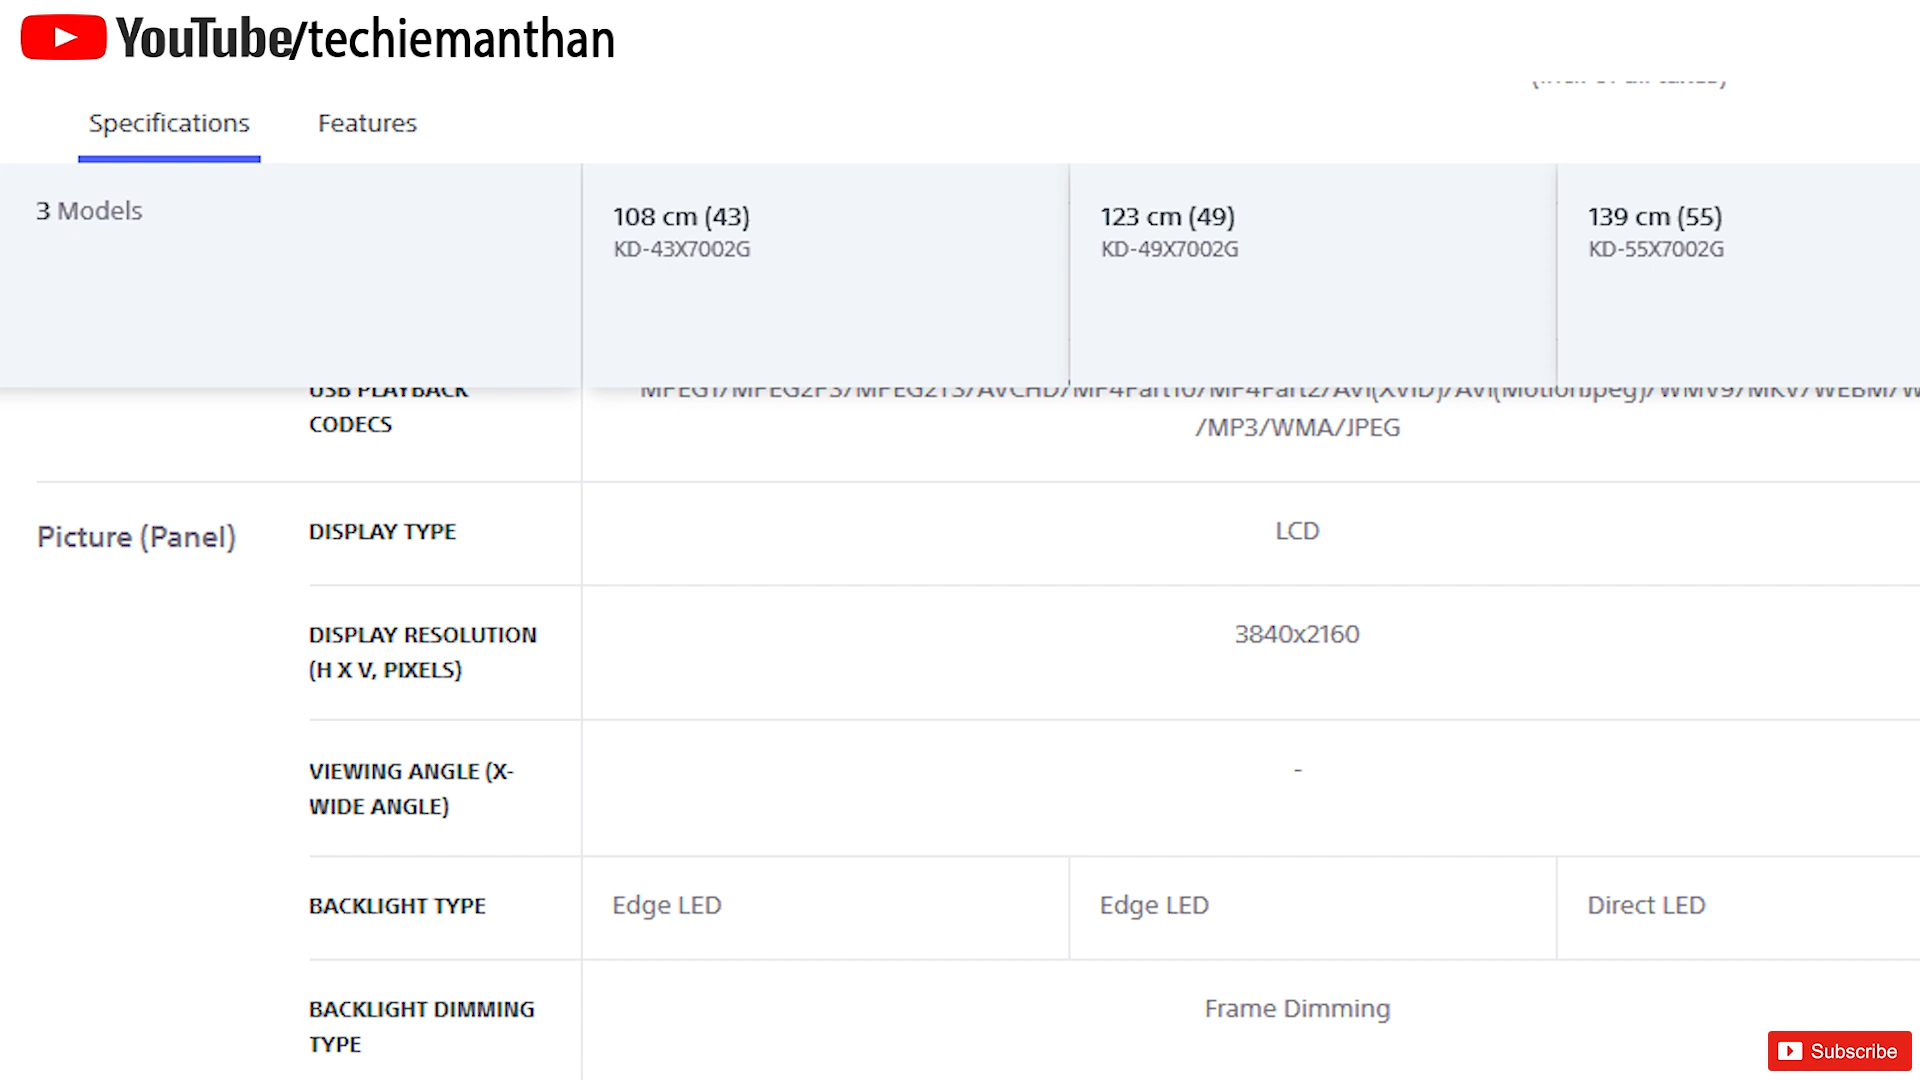 YouTube/techiemanthan
Specifications Features
3 Models
108 cm (43) 123 cm (49) 139 cm (55)
KD-43X7002G KD-49X7002G KD-55X7002G
USB PLAYBACK
CODECS
/MP3/WMA/JPEG
Picture (Panel) DISPLAY TYPE LCD
DISPLAY RESOLUTION 3840x2160
(H X V, PIXELS)
VIEWING ANGLE (X- -
WIDE ANGLE)
BACKLIGHT TYPE Edge LED Edge LED Direct LED
BACKLIGHT DIMMING Frame Dimming
TYPE
Subscribe